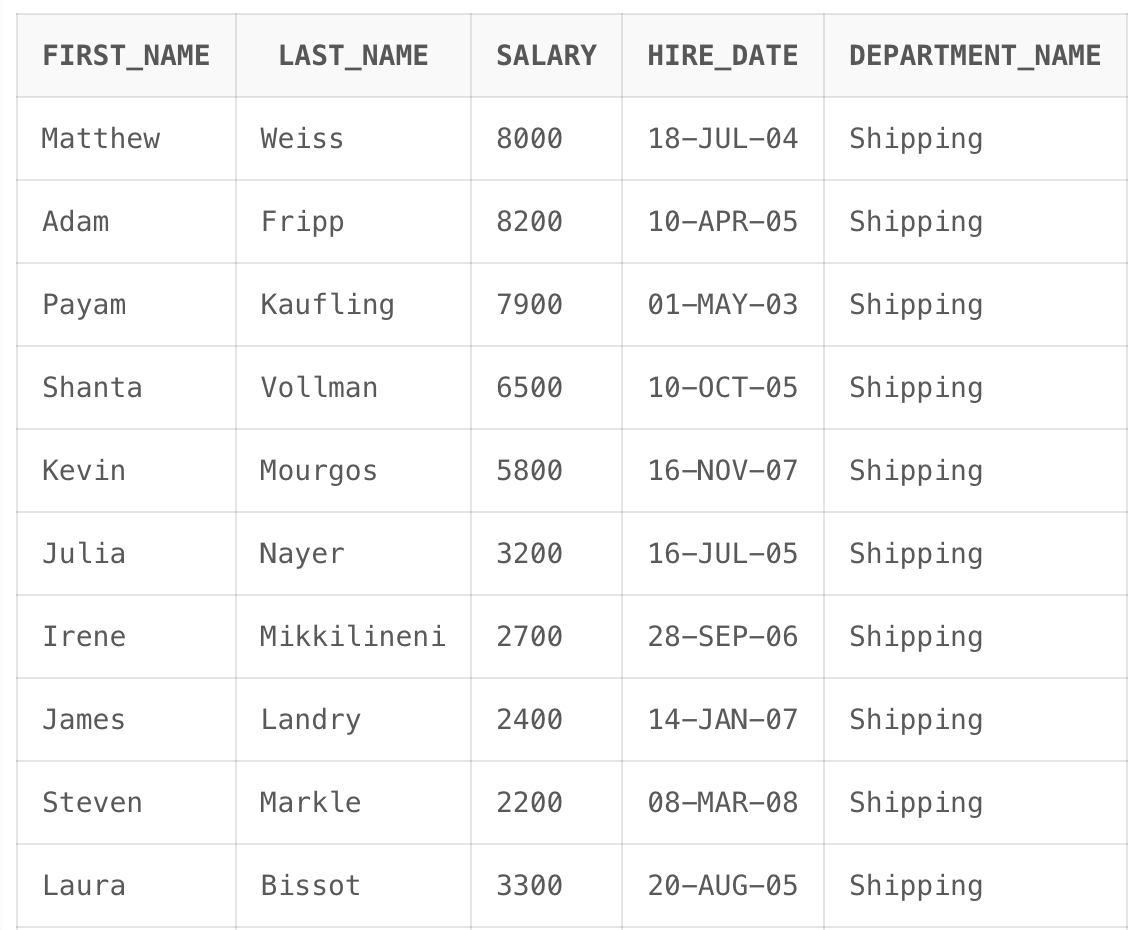 FIRST_NAME LAST_NAME SALARY HIRE_DATE DEPARTMENT_NAME
Matthew Weiss 8000 18-JUL-04 Shipping
Adam Fripp 8200 10-APR-05 Shipping
Payam Kaufling 7900 01-MAY-03 Shipping
Shanta Vollman 6500 10-OCT-05 Shipping
Kevin Mourgos 5800 16-NOV-07 Shipping
Julia Nayer 3200 16-JUL-05 Shipping
Irene Mikkilineni 2700 28-SEP-06 Shipping
James Landry 2400 14-JAN-07 Shipping
Steven Markle 2200 08-MAR-08 Shipping
Laura Bissot 3300 20-AUG-05 Shipping